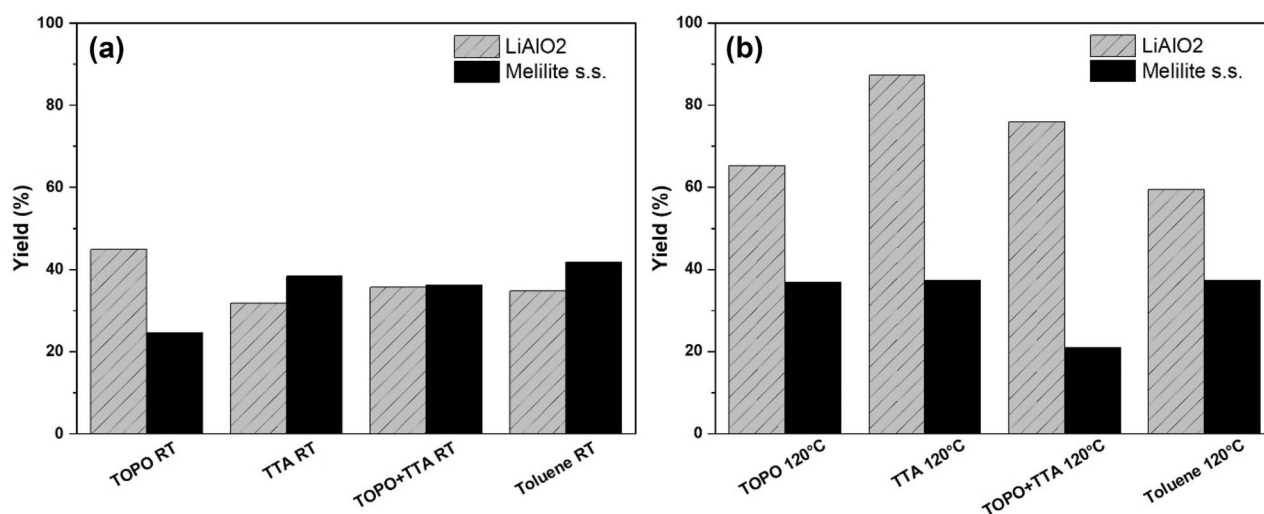 (a)
LiAlO2
Melilite s.s.
Yield (%)
100
80
60
40
20
0
TOPO RT
TTA RT
TOPO+TTA RT
Toluene RT
(b)
LiAlO2
Melilite s.s.
Yield (%)
100
80
60
40
20
0
TOPO 120°C
TTA 120°C
TOPO+TTA 120°C
Toluene 120°C